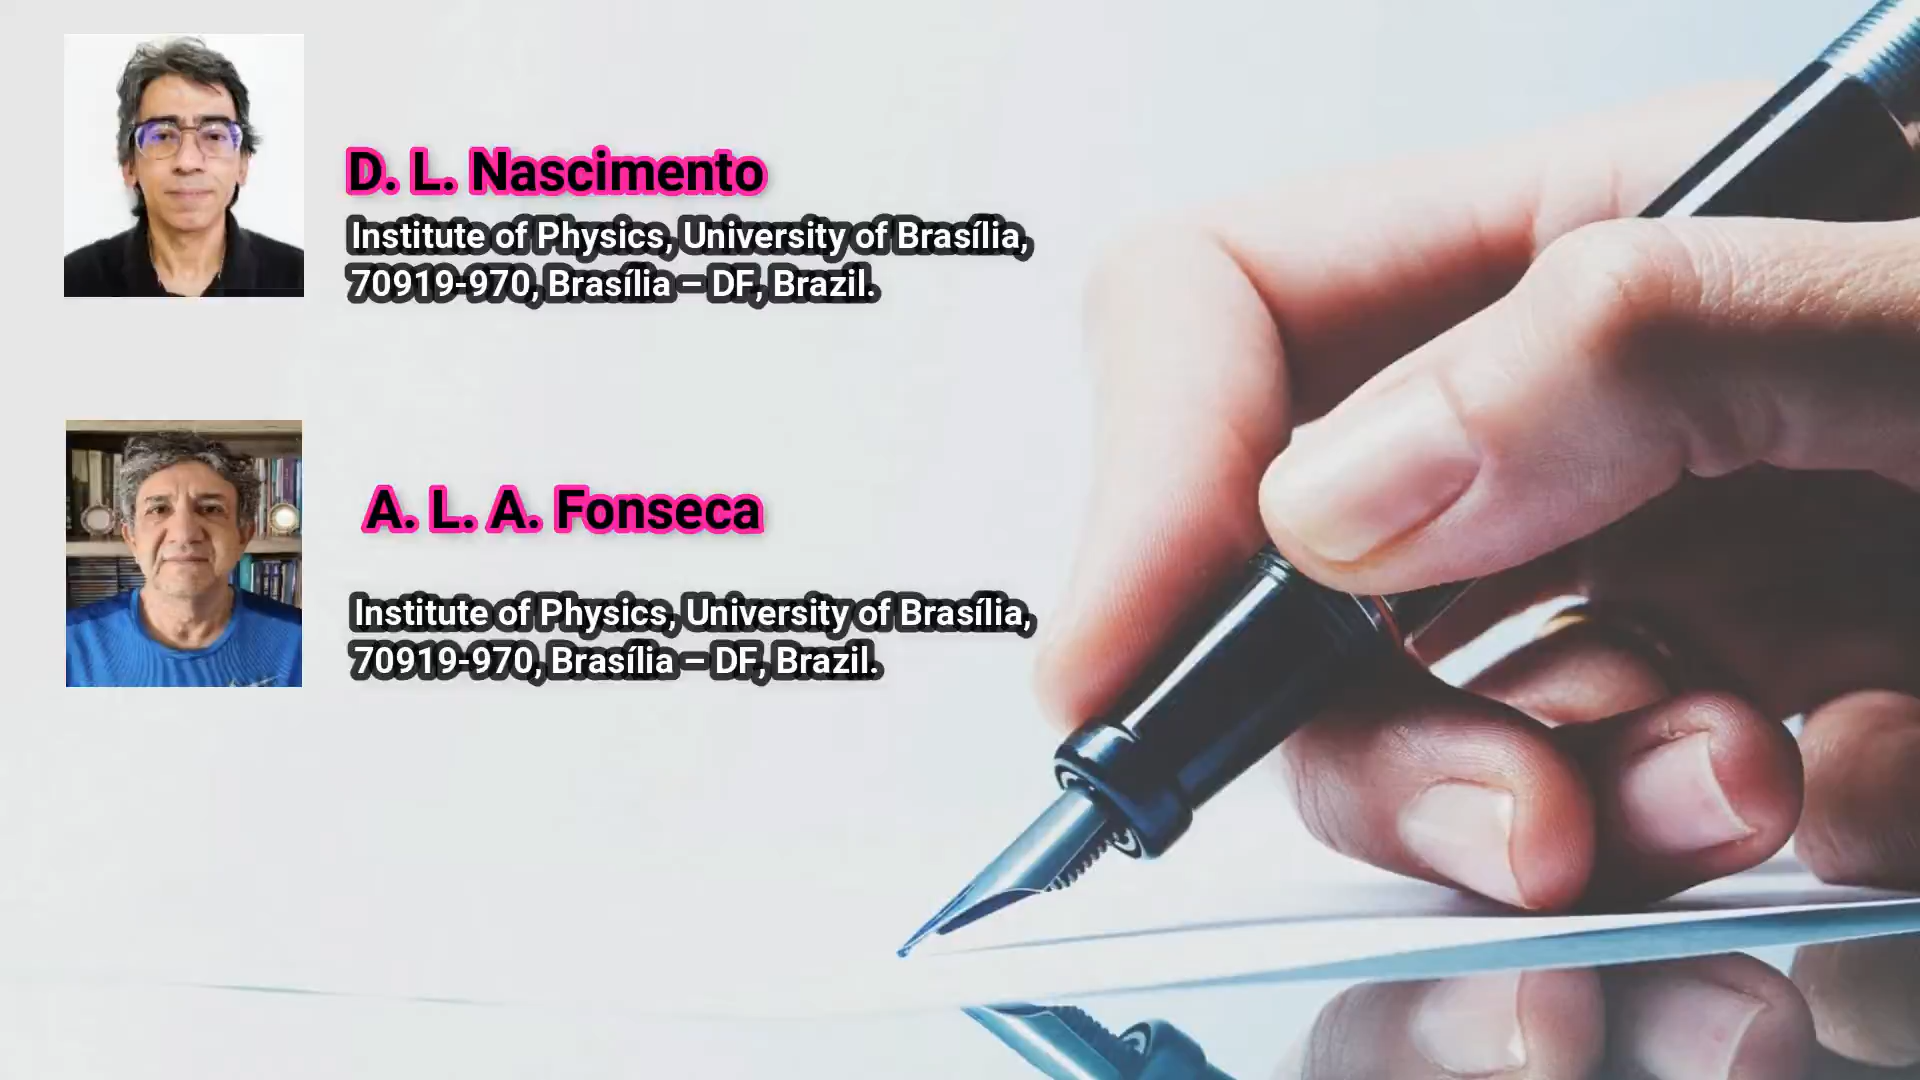 D. L. Nascimento
Institute of Physics, University of Brasília,
70919-970, Brasília – DF, Brazil.
A. L. A. Fonseca
Institute of Physics, University of Brasília,
70919-970, Brasília – DF, Brazil.